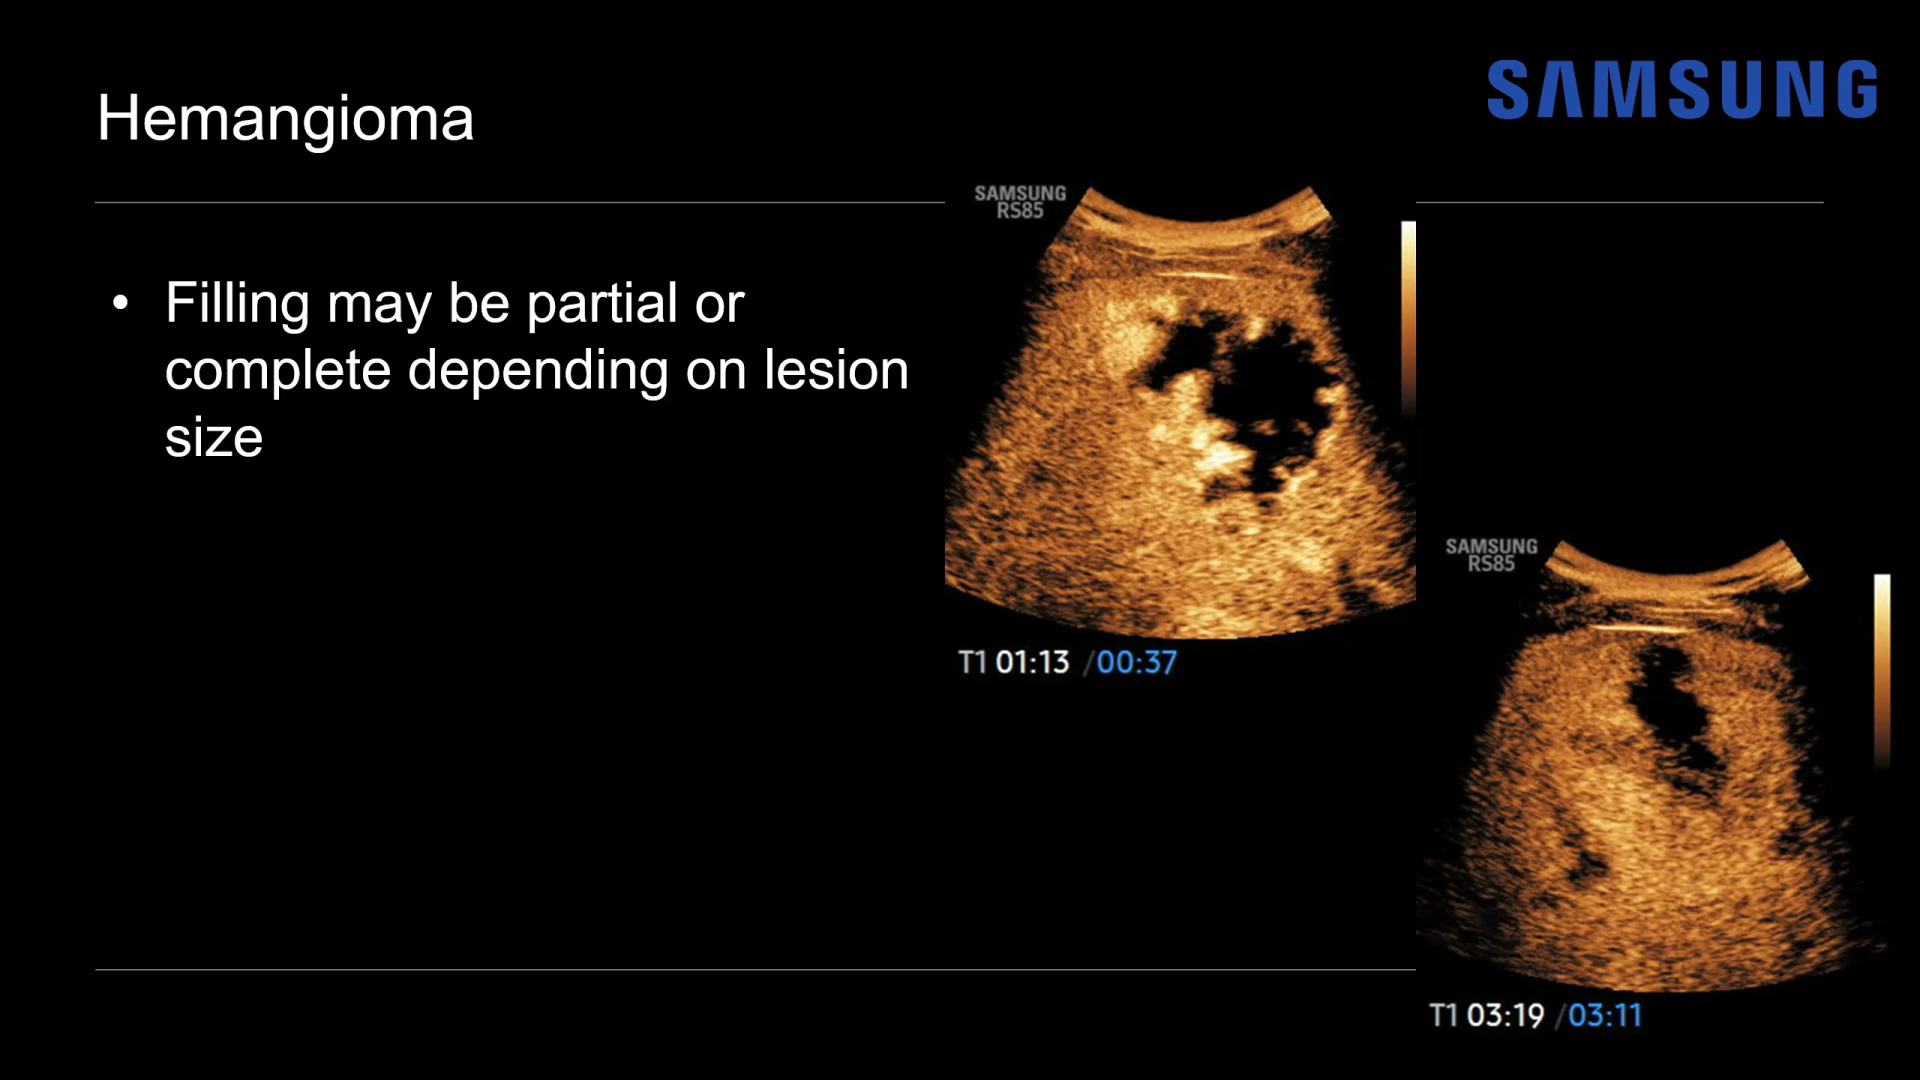 SAMSUNG
Hemangioma
• Filling may be partial or
complete depending on lesion
size
SAMSUNG
RS85
T1 01:13 /00:37
SAMSUNG
RS85
T1 03:19 /03:11